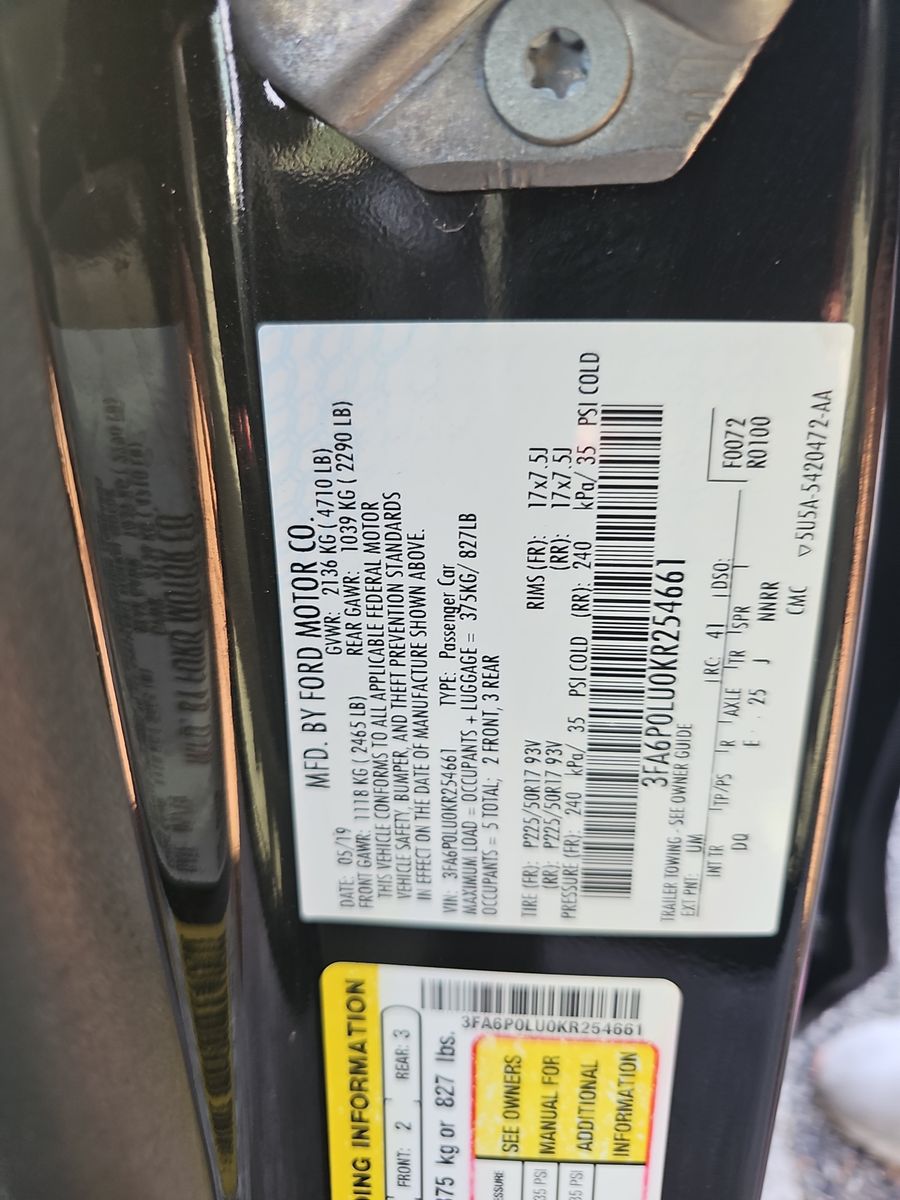 MFD. BY FORD MOTOR CO.
DATE: 05/19 GVWR: 2136 KG ( 4710 LB)
FRONT GAWR: 1118 KG ( 2465 LB) REAR GAWR: 1039 KG ( 2290 LB)
THIS VEHICLE CONFORMS TO ALL APPLICABLE FEDERAL MOTOR
VEHICLE SAFETY, BUMPER, AND THEFT PREVENTION STANDARDS
IN EFFECT ON THE DATE OF MANUFACTURE SHOWN ABOVE.
VIN: 3FA6P0LU0KR254661 TYPE: Passenger Car
MAXIMUM LOAD = OCCUPANTS + LUGGAGE = 375KG/ 827LB
OCCUPANTS = 5 TOTAL; 2 FRONT, 3 REAR
TIRE (FR): P225/50R17 93V RIMS (FR): 17x7.5J
(RR): P225/50R17 93V (RR): 17x7.5J
PRESSURE (FR): 240 kPa/ 35 PSI COLD (RR): 240 kPa/ 35 PSI COLD
3FA6P0LU0KR254661
TRAILER TOWING - SEE OWNER GUIDE
EXT PNT: UM RC: 41 DSO:
F0072
R0100
INT TR TP/PS R AXLE TR SPR
DQ E 25 J NNRR
CMC
▽5U5A-5420472-AA
DING INFORMATION
FRONT: 2 REAR: 3
375 kg or 827 lbs.
3FA6P0LU0KR254661
SEE OWNERS
MANUAL FOR
ADDITIONAL
INFORMATION
35 PSI
35 PSI